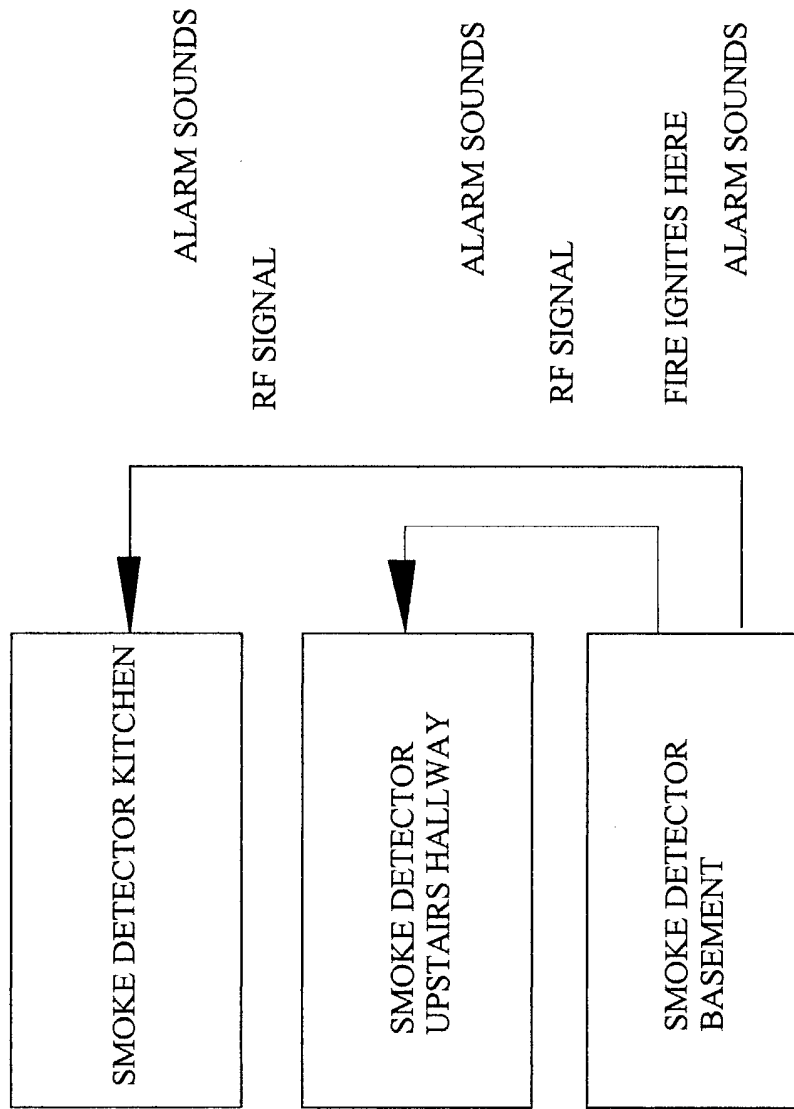 SMOKE DETECTOR KITCHEN
ALARM SOUNDS
RF SIGNAL
SMOKE DETECTOR
UPSTAIRS HALLWAY
ALARM SOUNDS
RF SIGNAL
SMOKE DETECTOR
BASEMENT
FIRE IGNITES HERE
ALARM SOUNDS